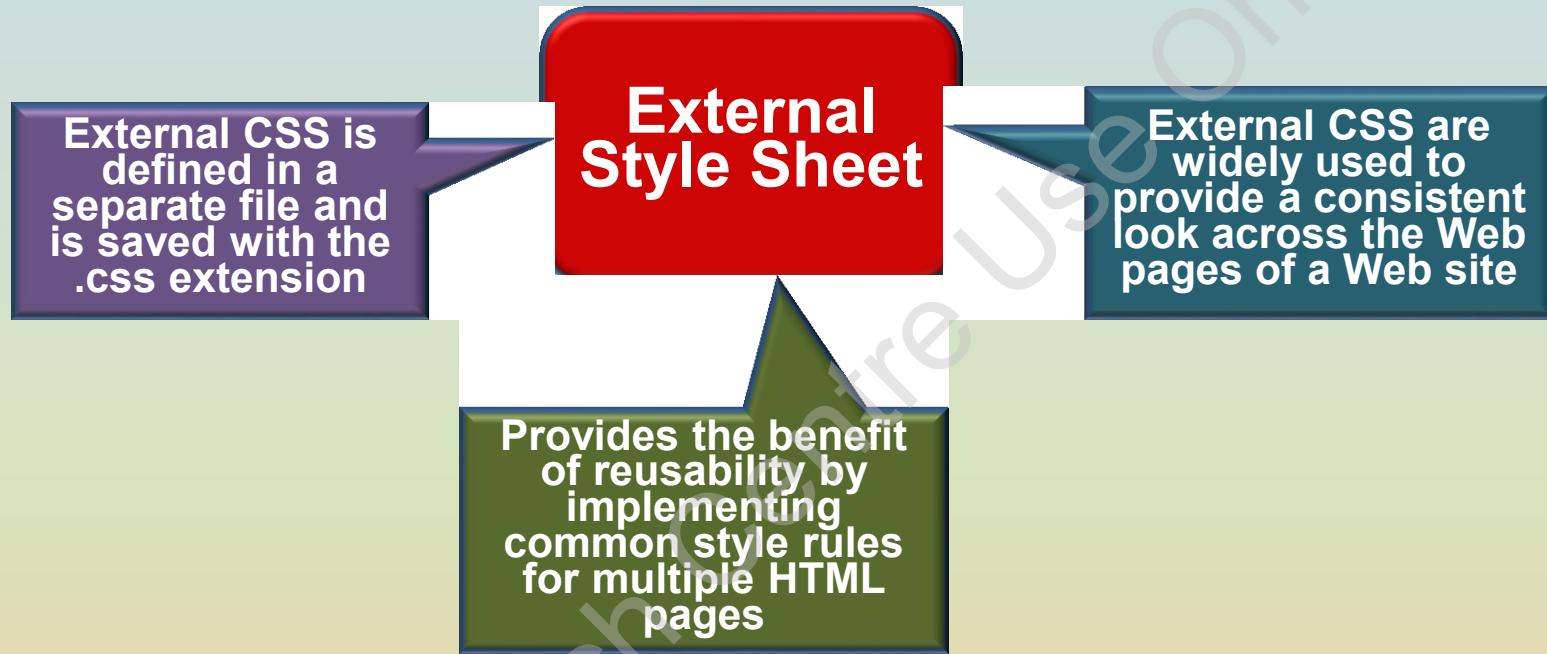 External
Style Sheet
External CSS is
defined in a
separate file and
is saved with the
.css extension
External CSS are
widely used to
provide a consistent
look across the Web
pages of a Web site
Provides the benefit
of reusability by
implementing
common style rules
for multiple HTML
pages
Centre Use